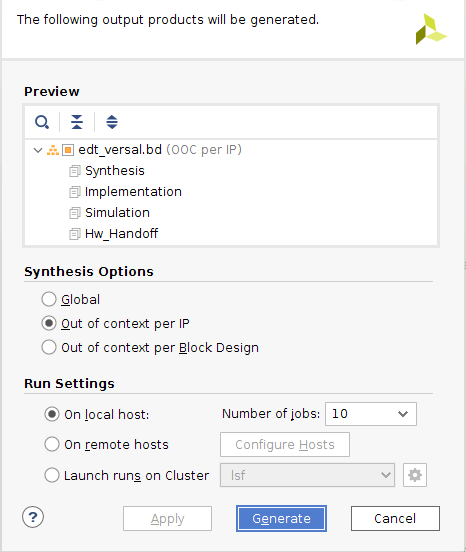 The following output products will be generated.
Preview
edt_versal.bd (OOC per IP)
Synthesis
Implementation
Simulation
Hw_Handoff
Synthesis Options
Global
Out of context per IP
Out of context per Block Design
Run Settings
On local host: Number of jobs: 10
On remote hosts Configure Hosts
Launch runs on Cluster lsf
? Apply Generate Cancel